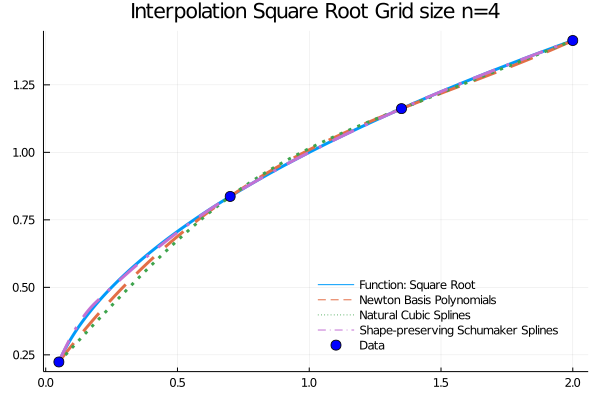 Interpolation Square Root Grid size n=4
1.25
1.00
0.75
0.50
0.25
Function: Square Root
Newton Basis Polynomials
Natural Cubic Splines
Shape-preserving Schumaker Splines
Data
0.0 0.5 1.0 1.5 2.0